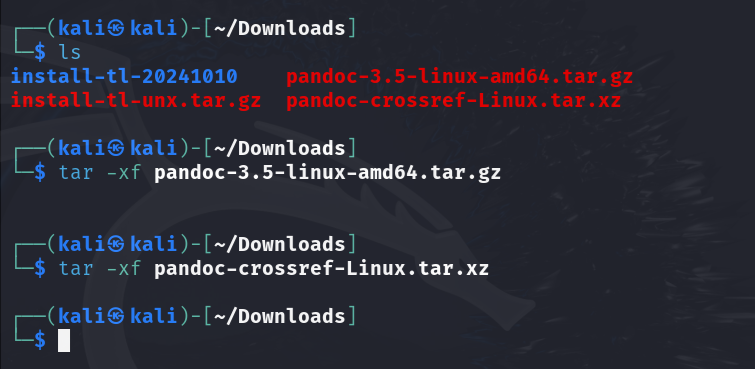 ┌──(kali㉿kali)-[~/Downloads]
└─$ ls
install-tl-20241010    pandoc-3.5-linux-amd64.tar.gz
install-tl-unx.tar.gz  pandoc-crossref-Linux.tar.xz
┌──(kali㉿kali)-[~/Downloads]
└─$ tar -xf pandoc-3.5-linux-amd64.tar.gz
┌──(kali㉿kali)-[~/Downloads]
└─$ tar -xf pandoc-crossref-Linux.tar.xz
┌──(kali㉿kali)-[~/Downloads]
└─$